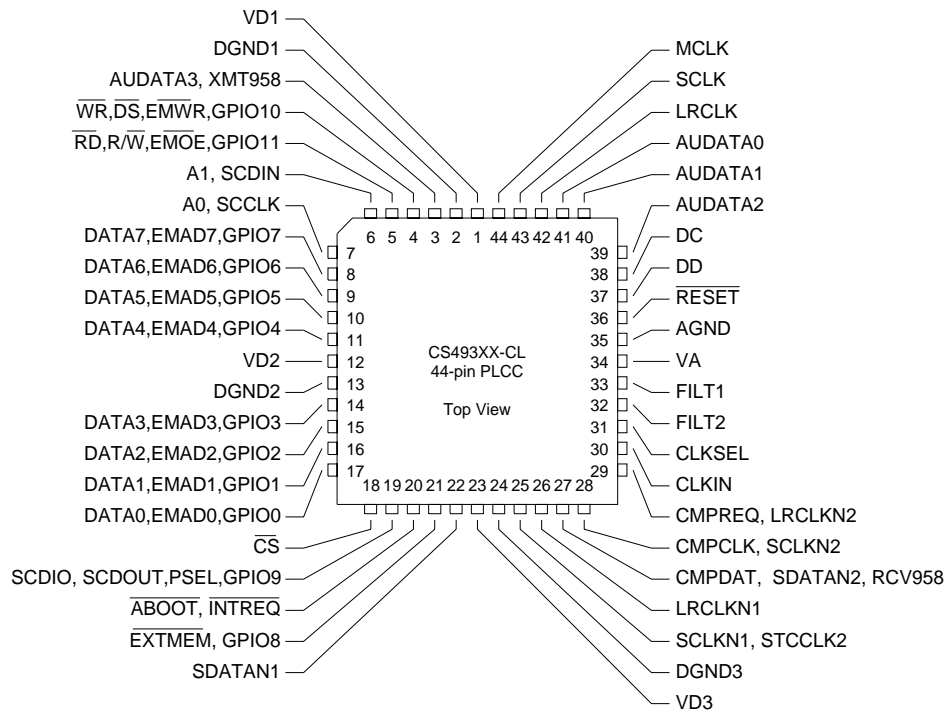 VD1
DGND1
AUDATA3, XMT958
WR,DS,EMWR,GPIO10
RD,R/W,EMOE,GPIO11
A1, SCDIN
A0, SCCLK
DATA7,EMAD7,GPIO7
DATA6,EMAD6,GPIO6
DATA5,EMAD5,GPIO5
DATA4,EMAD4,GPIO4
VD2
DGND2
DATA3,EMAD3,GPIO3
DATA2,EMAD2,GPIO2
DATA1,EMAD1,GPIO1
DATA0,EMAD0,GPIO0
CS
SCDIO, SCDOUT,PSEL,GPIO9
ABOOT, INTREQ
EXTMEM, GPIO8
SDATAN1
6 5 4 3 2 1 44 43 42 41 40
7
8
9
10
11
12
13
14
15
16
17
CS493XX-CL
44-pin PLCC
Top View
39
38
37
36
35
34
33
32
31
30
29
18 19 20 21 22 23 24 25 26 27 28
MCLK
SCLK
LRCLK
AUDATA0
AUDATA1
AUDATA2
DC
DD
RESET
AGND
VA
FILT1
FILT2
CLKSEL
CLKIN
CMPREQ, LRCLKN2
CMPCLK, SCLKN2
CMPDAT, SDATAN2, RCV958
LRCLKN1
SCLKN1, STCCLK2
DGND3
VD3